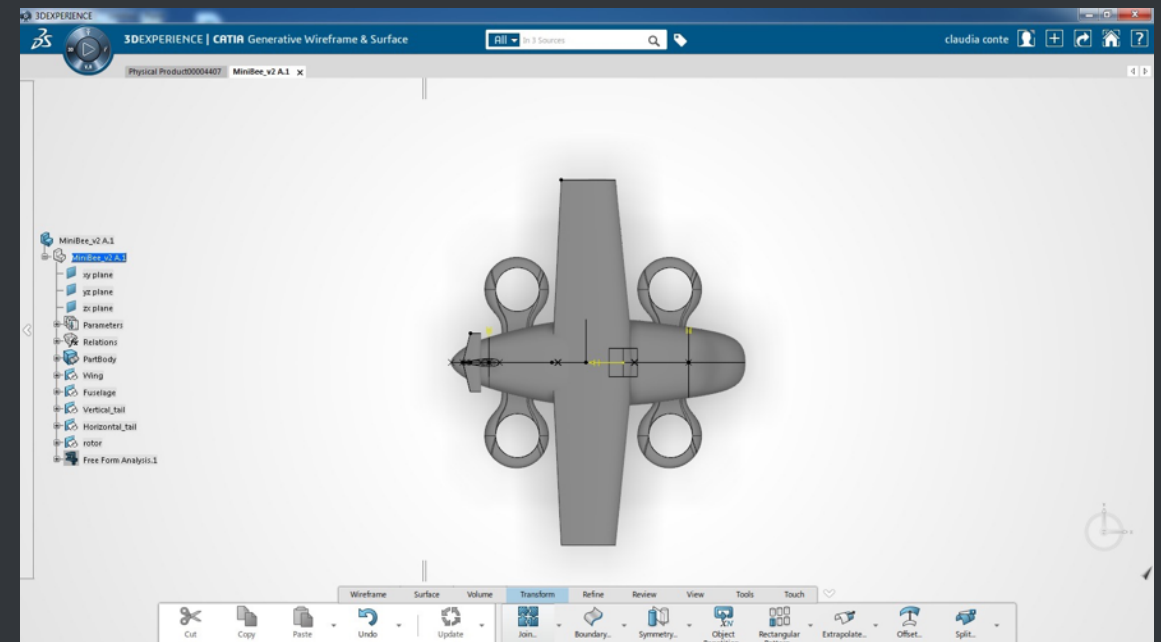 3DEXPERIENCE
3DEXPERIENCE | CATIA Generative Wireframe & Surface
All
in 3 Sources
claudia conte
Physical Product00004407
MiniBee_v2 A.1
MiniBee_v2 A.1
MiniBee_v2 A.1
xy plane
yz plane
zx plane
Parameters
Relations
PartBody
Wing
Fuselage
Vertical_tail
Horizontal_tail
rotor
Free Form Analysis.1
Wireframe Surface Volume Transform Refine Review View Tools Touch
Cut Copy Paste Undo Update Join... Boundary... Symmetry... Object Rectangular Extrapolate... Offset... Split...